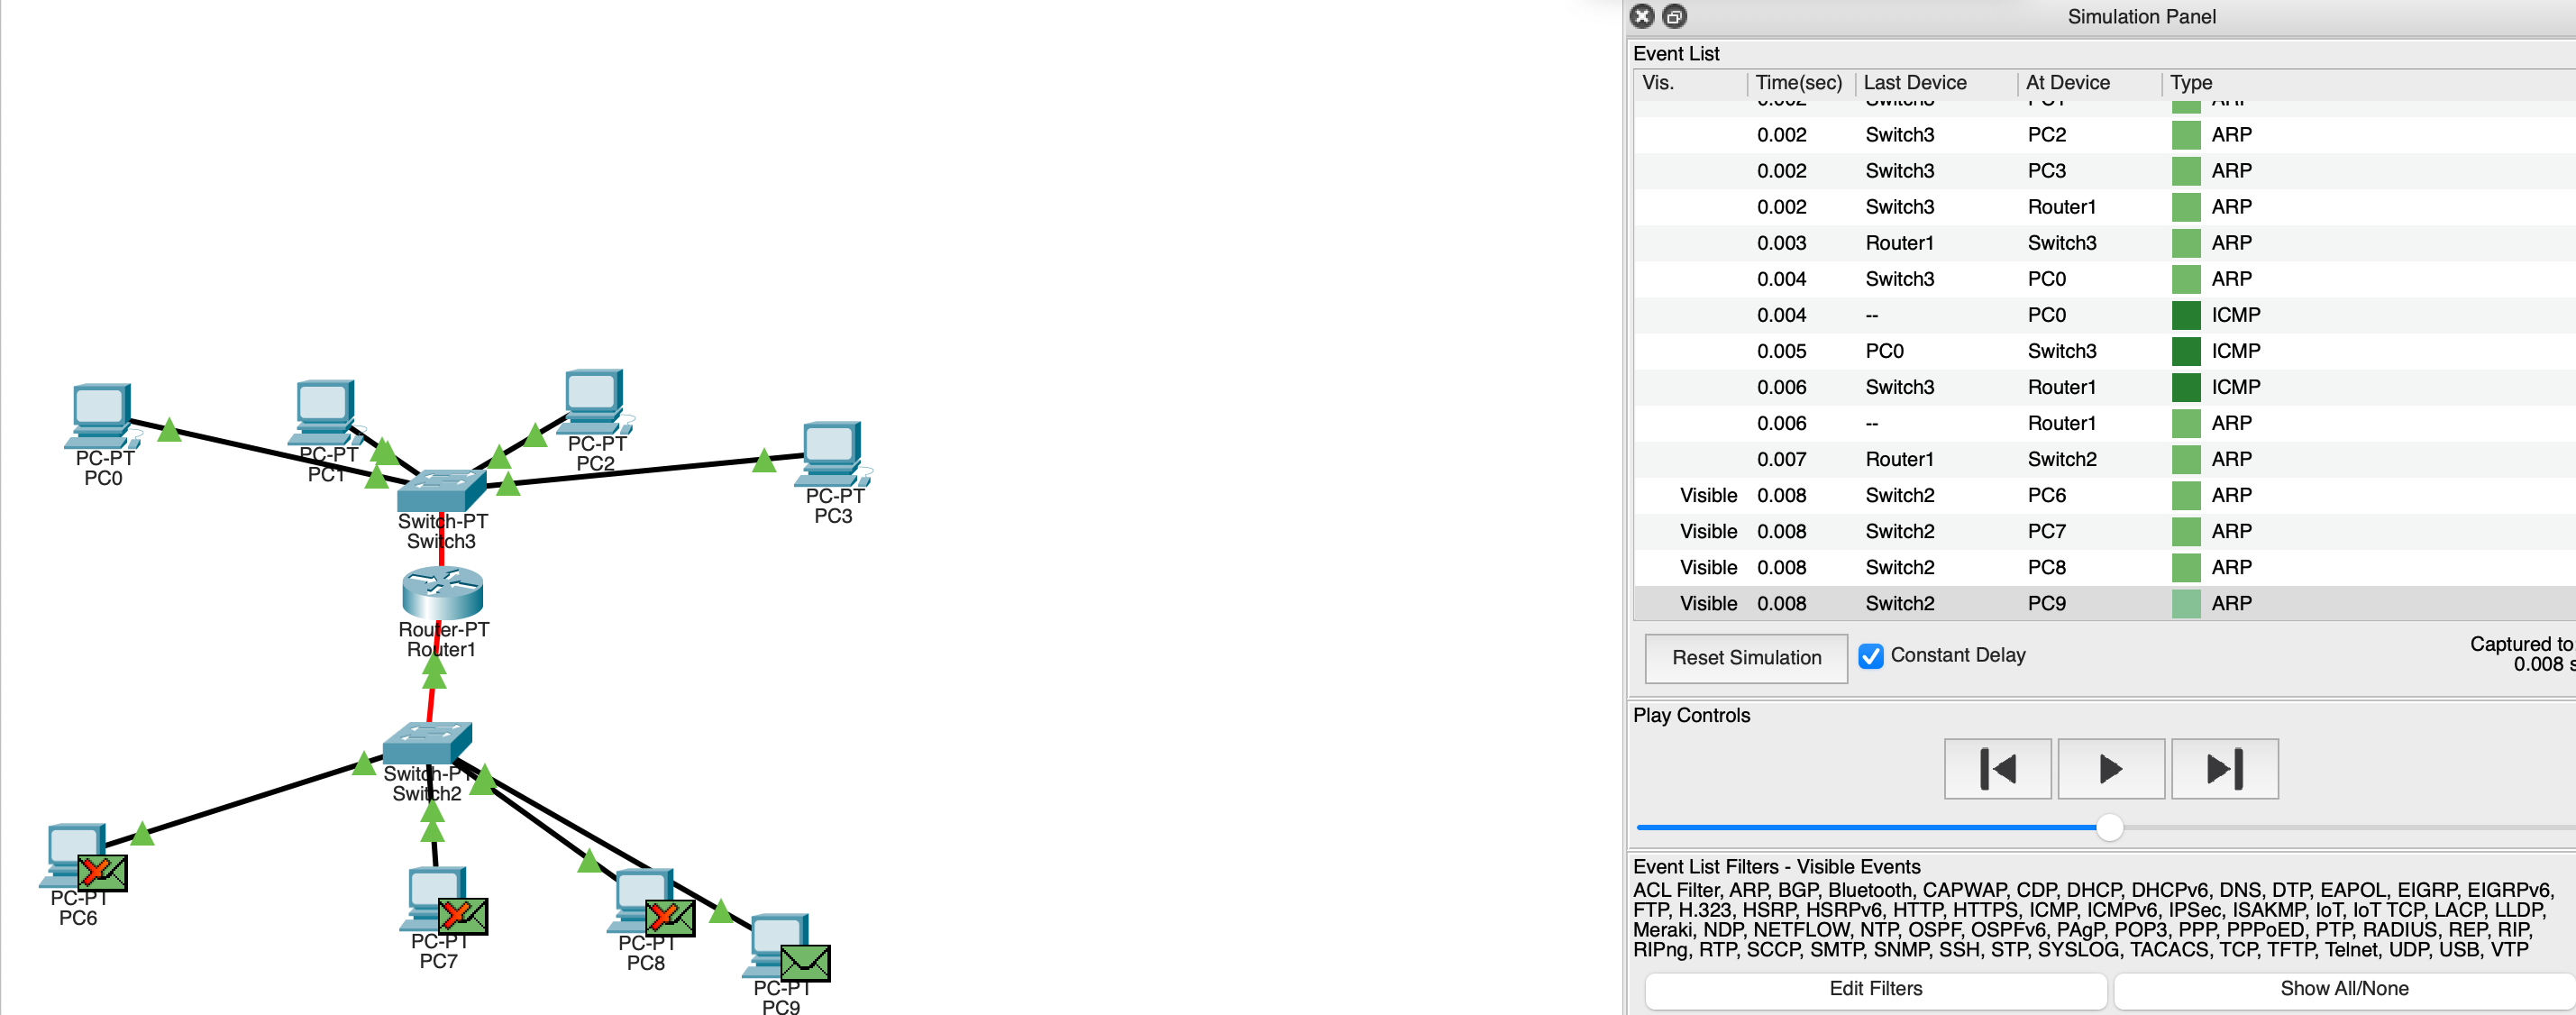 Simulation Panel
Event List
Vis. Time(sec) Last Device At Device Type
0.002 Switch3 PC1 ARP
0.002 Switch3 PC2 ARP
0.002 Switch3 PC3 ARP
0.002 Switch3 Router1 ARP
0.003 Router1 Switch3 ARP
0.004 Switch3 PC0 ARP
0.004 -- PC0 ICMP
0.005 PC0 Switch3 ICMP
0.006 Switch3 Router1 ICMP
0.006 -- Router1 ARP
0.007 Router1 Switch2 ARP
Visible 0.008 Switch2 PC6 ARP
Visible 0.008 Switch2 PC7 ARP
Visible 0.008 Switch2 PC8 ARP
Visible 0.008 Switch2 PC9 ARP
Reset Simulation Constant Delay
Captured to
0.008 s
Play Controls
Event List Filters - Visible Events
ACL Filter, ARP, BGP, Bluetooth, CAPWAP, CDP, DHCP, DHCPv6, DNS, DTP, EAPOL, EIGRP, EIGRPv6,
FTP, H.323, HSRP, HSRPv6, HTTP, HTTPS, ICMP, ICMPv6, IPSec, ISAKMP, IoT, IoT TCP, LACP, LLDP,
Meraki, NDP, NETFLOW, NTP, OSPF, OSPFv6, PAgP, POP3, PPP, PPPoED, PTP, RADIUS, REP, RIP,
RIPng, RTP, SCCP, SMTP, SNMP, SSH, STP, SYSLOG, TACACS, TCP, TFTP, Telnet, UDP, USB, VTP
Edit Filters Show All/None
PC-PT
PC0
PC-PT
PC1
PC-PT
PC2
PC-PT
PC3
Switch-PT
Switch3
Router-PT
Router1
Switch-PT
Switch2
PC-PT
PC6
PC-PT
PC7
PC-PT
PC8
PC-PT
PC9